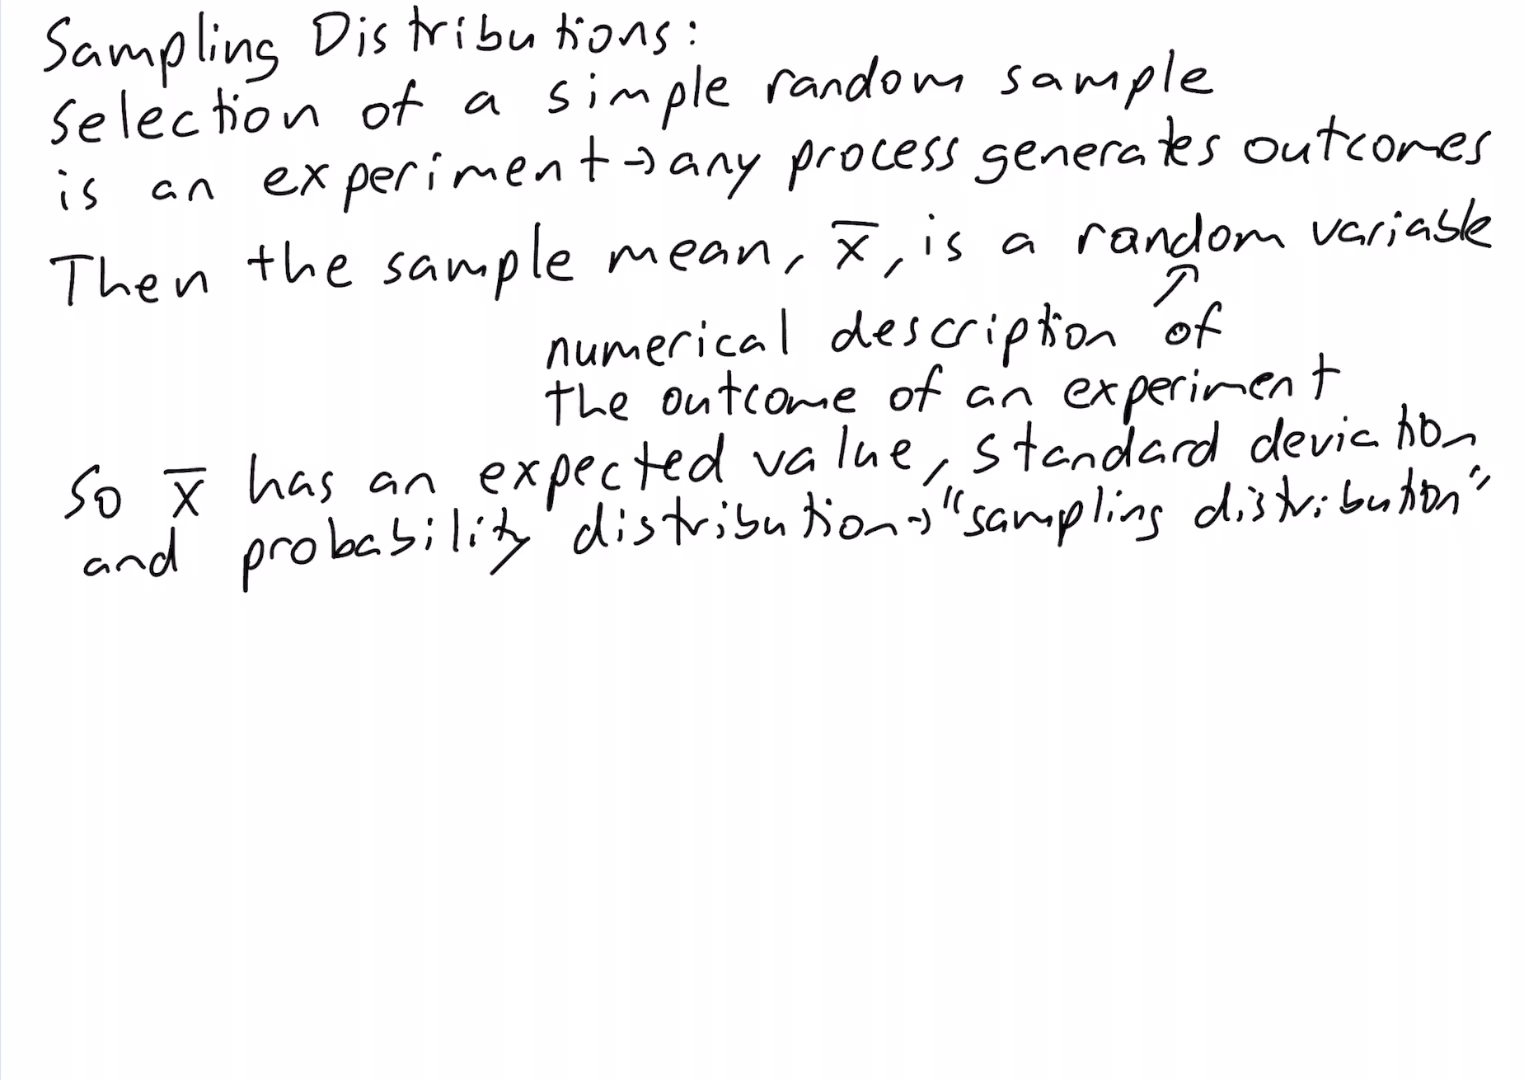 Sampling Distributions:
selection of a simple random sample
is an experiment → any process generates outcomes
Then the sample mean, x̅, is a random variable
↗
numerical description of
the outcome of an experiment
So x̅ has an expected value, standard deviation
and probability distribution → "sampling distribution"